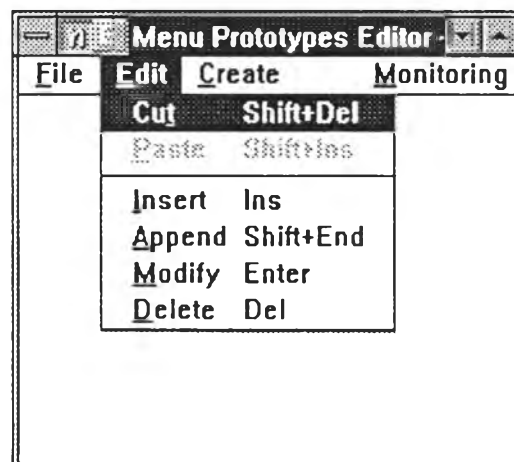 Menu Prototypes Editor -
File Edit Create Monitoring
Cut Shift+Del
Paste Shift+Ins
Insert Ins
Append Shift+End
Modify Enter
Delete Del